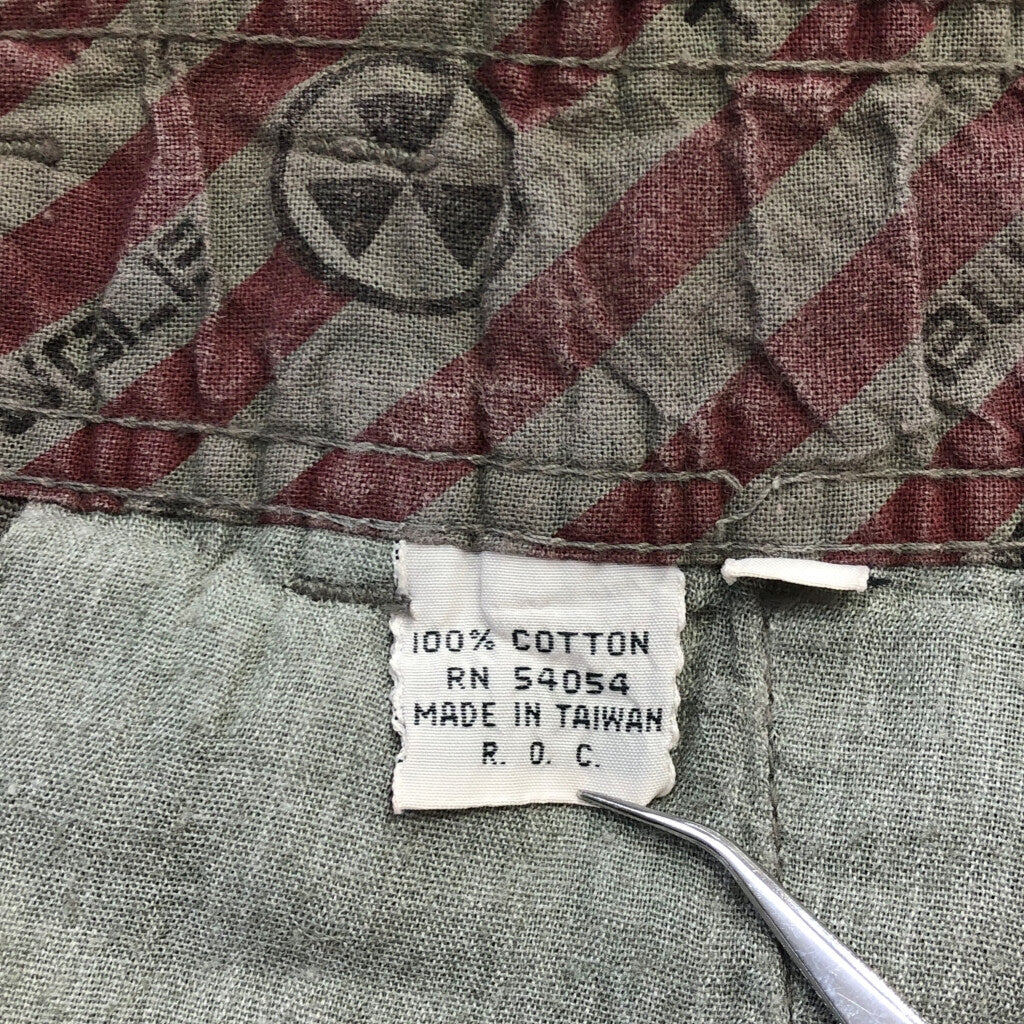 100% COTTON
RN 54054
MADE IN TAIWAN
R. O. C.